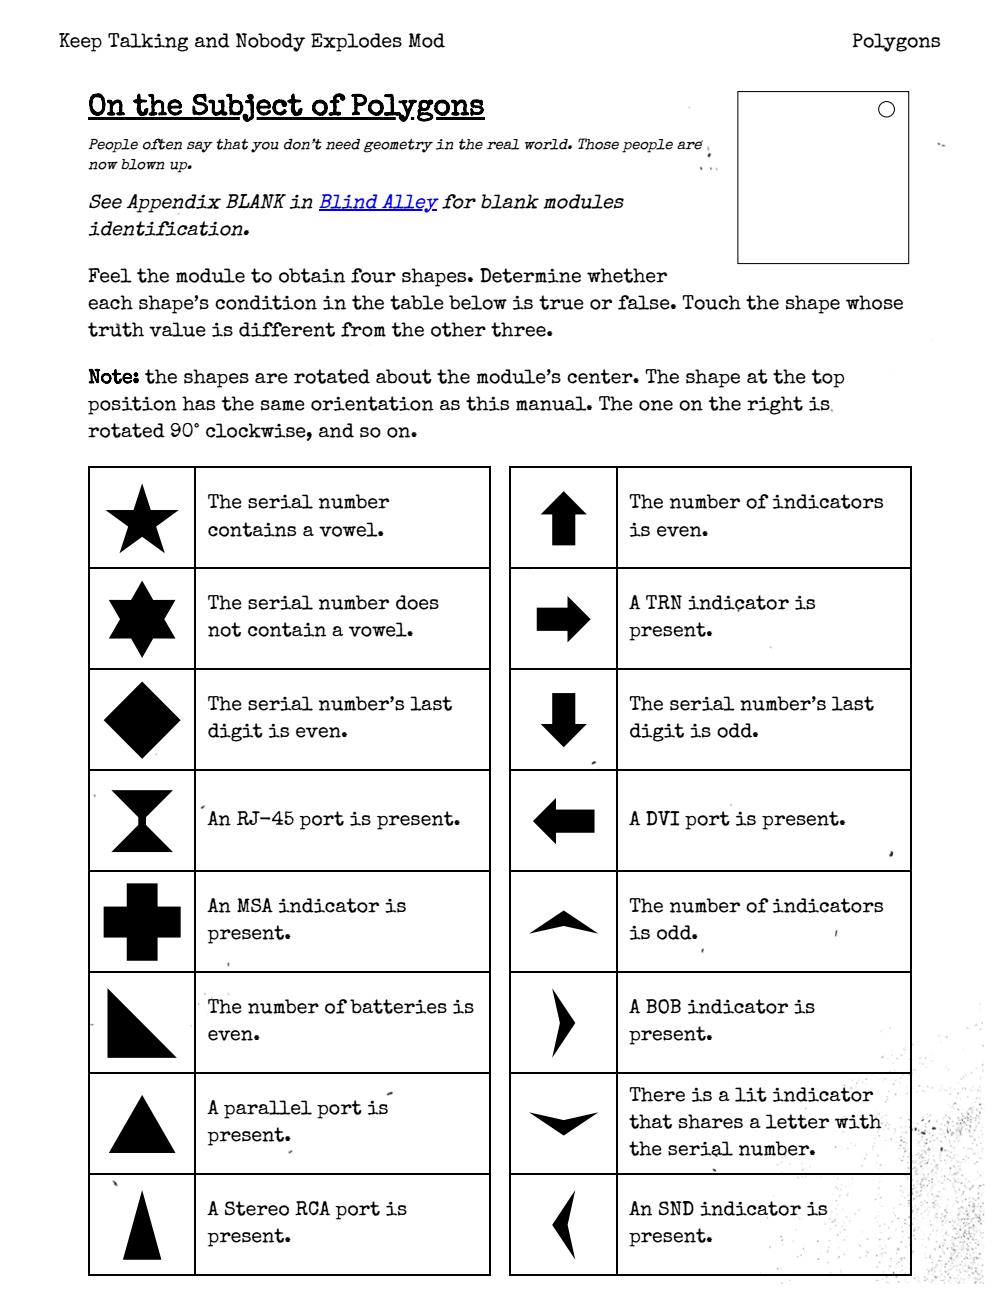 Keep Talking and Nobody Explodes Mod
Polygons
On the Subject of Polygons
People often say that you don't need geometry in the real world. Those people are
now blown up.
See Appendix BLANK in Blind Alley for blank modules
identification.
Feel the module to obtain four shapes. Determine whether
each shape's condition in the table below is true or false. Touch the shape whose
truth value is different from the other three.
Note: the shapes are rotated about the module's center. The shape at the top
position has the same orientation as this manual. The one on the right is
rotated 90° clockwise, and so on.
The serial number
contains a vowel.
The serial number does
not contain a vowel.
The serial number's last
digit is even.
An RJ-45 port is present.
An MSA indicator is
present.
The number of batteries is
even.
A parallel port is
present.
A Stereo RCA port is
present.
The number of indicators
is even.
A TRN indicator is
present.
The serial number's last
digit is odd.
A DVI port is present.
The number of indicators
is odd.
A BOB indicator is
present.
There is a lit indicator
that shares a letter with
the serial number.
An SND indicator is
present.